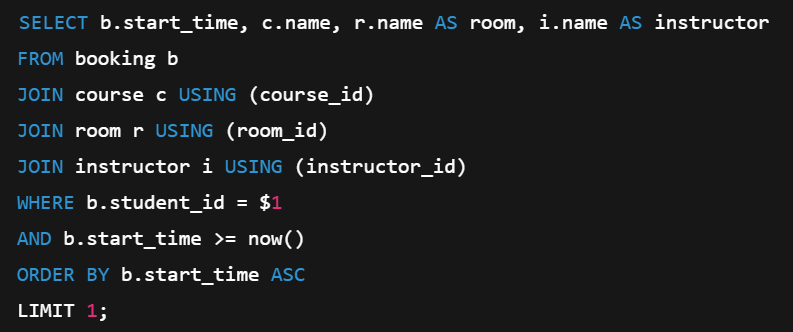 SELECT b.start_time, c.name, r.name AS room, i.name AS instructor
FROM booking b
JOIN course c USING (course_id)
JOIN room r USING (room_id)
JOIN instructor i USING (instructor_id)
WHERE b.student_id = $1
AND b.start_time >= now()
ORDER BY b.start_time ASC
LIMIT 1;